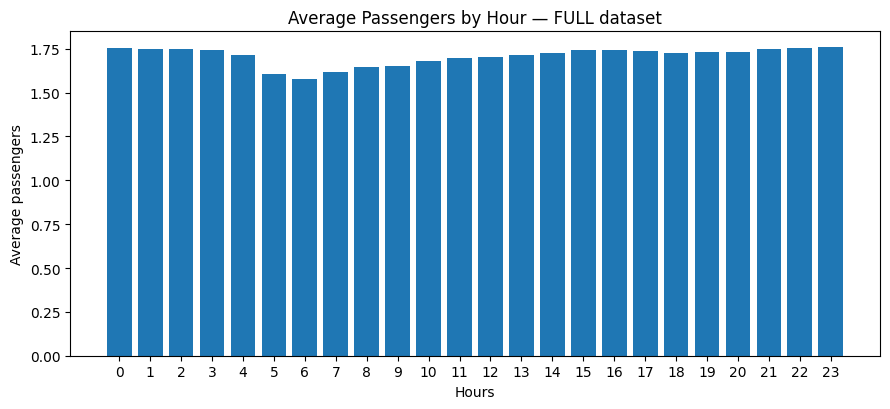 Average Passengers by Hour — FULL dataset
Average passengers
1.75
1.50
1.25
1.00
0.75
0.50
0.25
0.00
0 1 2 3 4 5 6 7 8 9 10 11 12 13 14 15 16 17 18 19 20 21 22 23
Hours